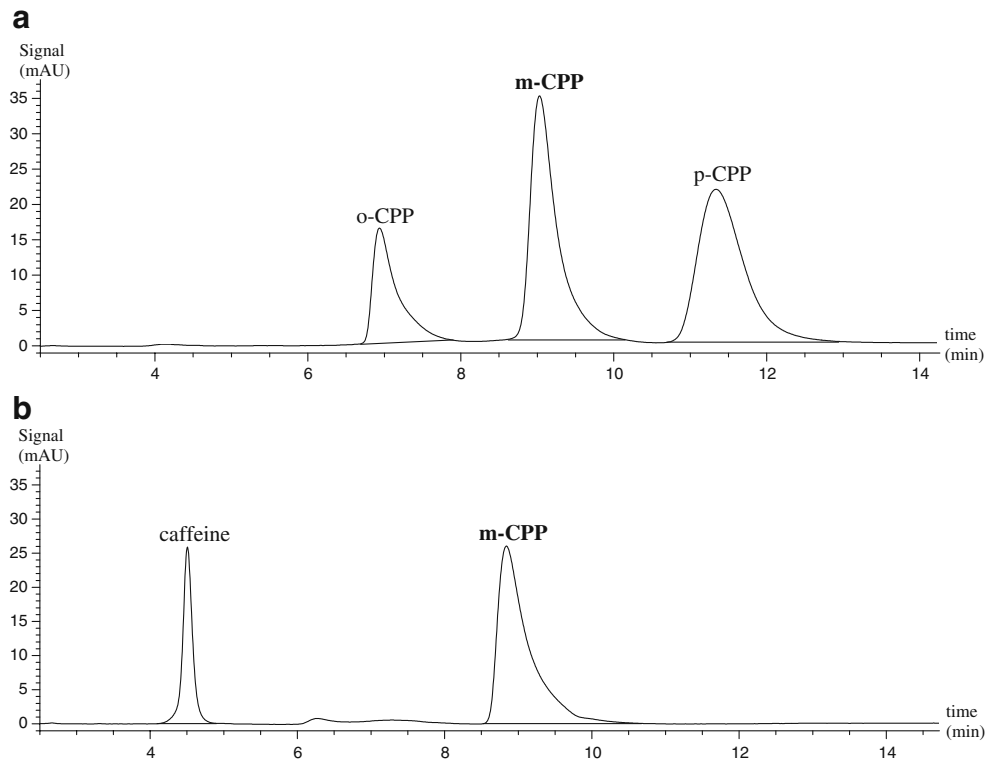 a
Signal
(mAU)
m-CPP
35
30
p-CPP
25
o-CPP
20
15
10
5
time
0
(min)
4 6 8 10 12 14
b
Signal
(mAU)
35
caffeine m-CPP
30
25
20
15
10
5
time
0
(min)
4 6 8 10 12 14